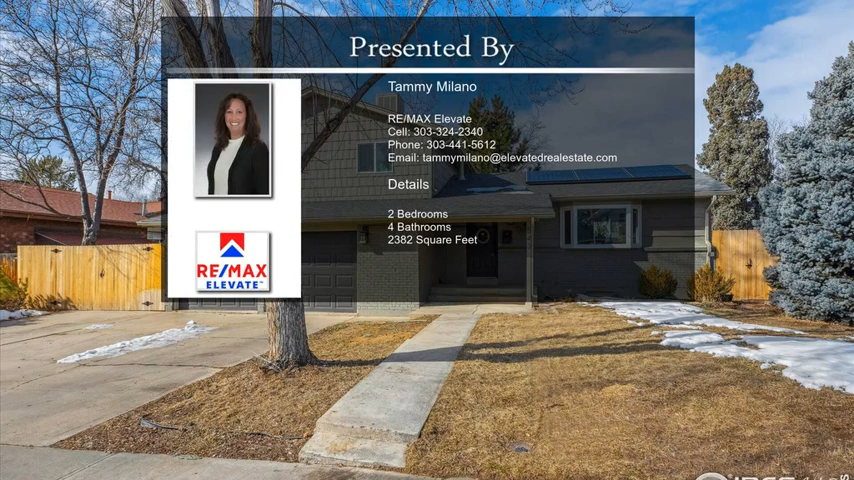 Presented By
Tammy Milano
RE/MAX Elevate
Cell: 303-324-2340
Phone: 303-441-5612
Email: tammymilano@elevatedrealestate.com
Details
2 Bedrooms
4 Bathrooms
2382 Square Feet
RE/MAX
ELEVATE